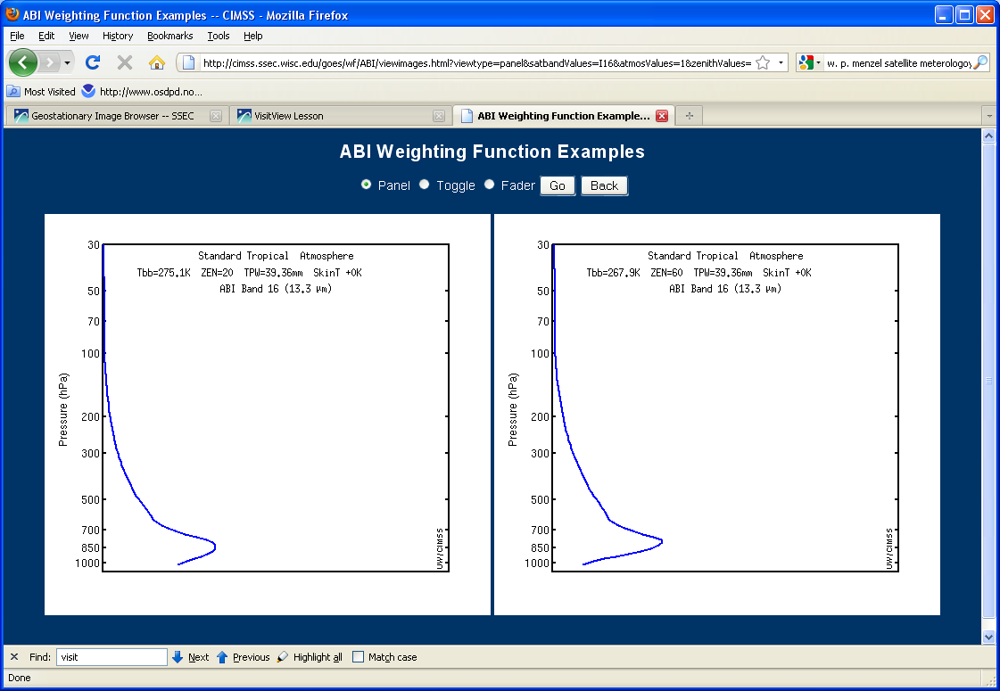 ABI Weighting Function Examples -- CIMSS - Mozilla Firefox
File Edit View History Bookmarks Tools Help
http://cimss.ssec.wisc.edu/goes/wf/ABI/viewimages.html?viewtype=panel&satbandValues=I16&atmosValues=1&zenithValues= w. p. menzel satellite meterology
Most Visited http://www.osdpd.no...
Geostationary Image Browser -- SSEC VisitView Lesson ABI Weighting Function Example...
ABI Weighting Function Examples
Panel Toggle Fader Go Back
Standard Tropical Atmosphere
Tbb=275.1K ZEN=20 TPW=39.36mm SkinT +0K
ABI Band 16 (13.3 µm)
30
50
70
100
200
300
500
700
850
1000
Pressure (hPa)
UW/CIMSS
Standard Tropical Atmosphere
Tbb=267.9K ZEN=60 TPW=39.36mm SkinT +0K
ABI Band 16 (13.3 µm)
30
50
70
100
200
300
500
700
850
1000
Pressure (hPa)
UW/CIMSS
Find: visit Next Previous Highlight all Match case
Done